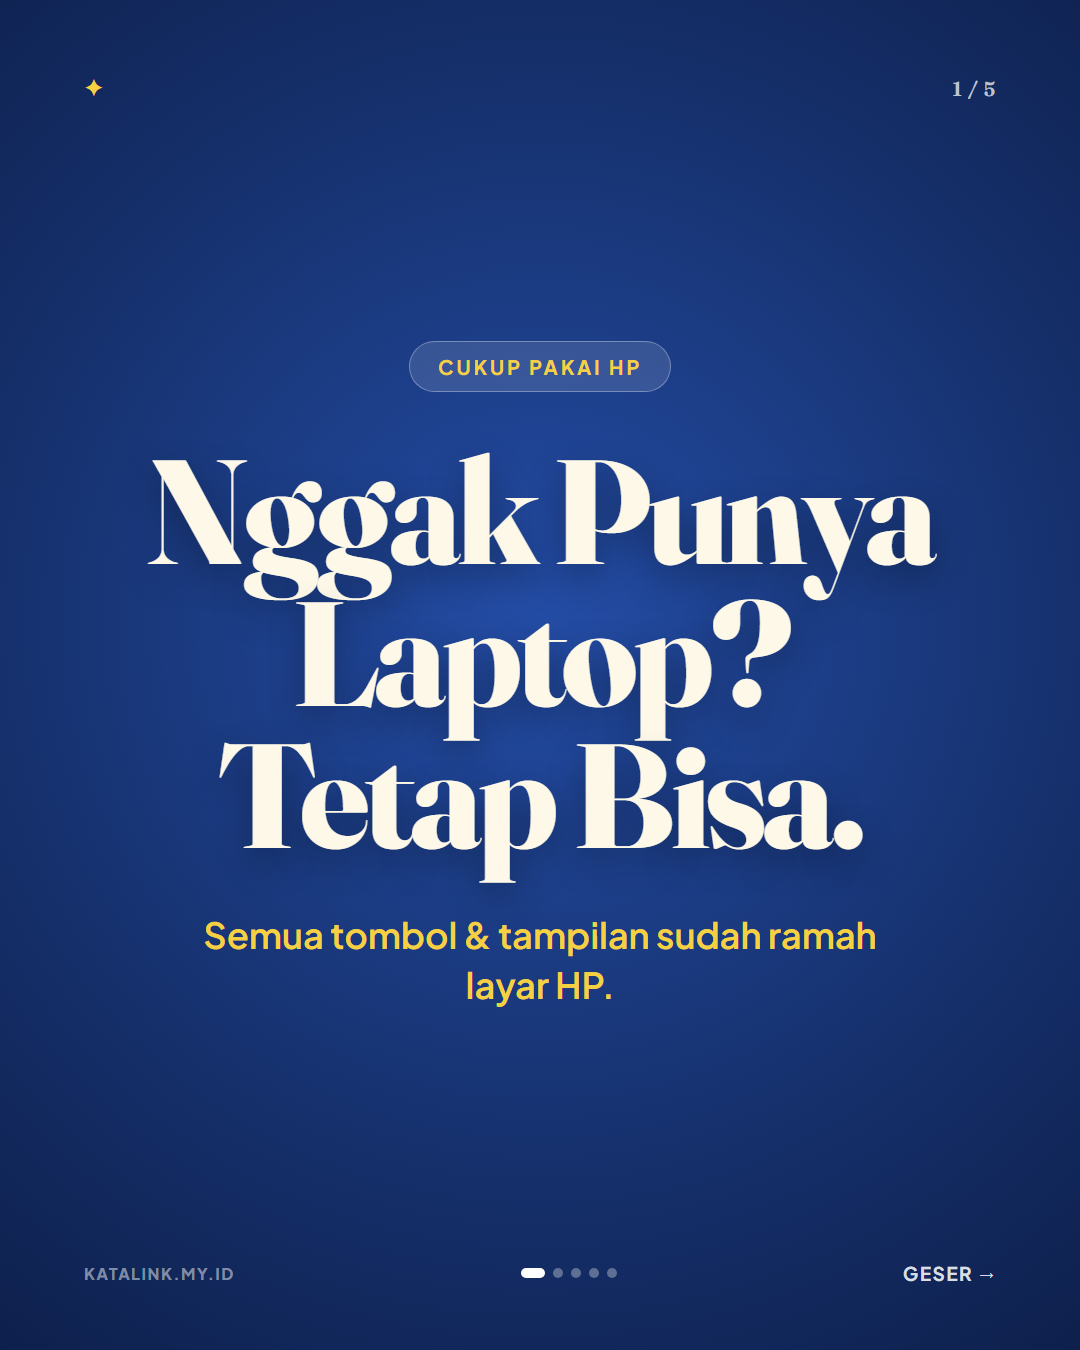 1 / 5
CUKUP PAKAI HP
Nggak Punya
Laptop?
Tetap Bisa.
Semua tombol & tampilan sudah ramah
layar HP.
KATALINK.MY.ID
GESER →